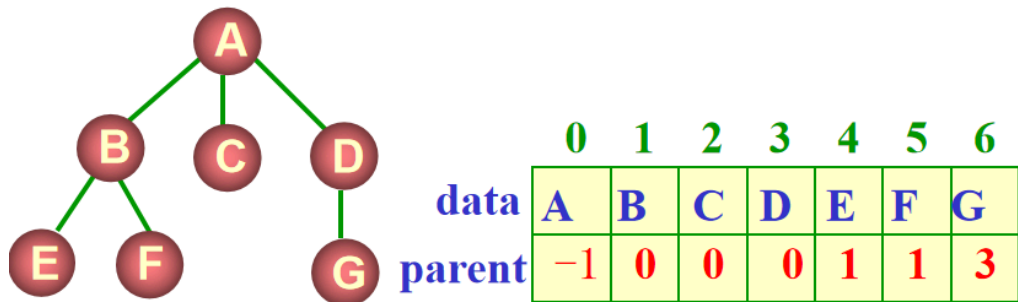 A
B C D
E F G
0 1 2 3 4 5 6
data A B C D E F G
parent −1 0 0 0 1 1 3